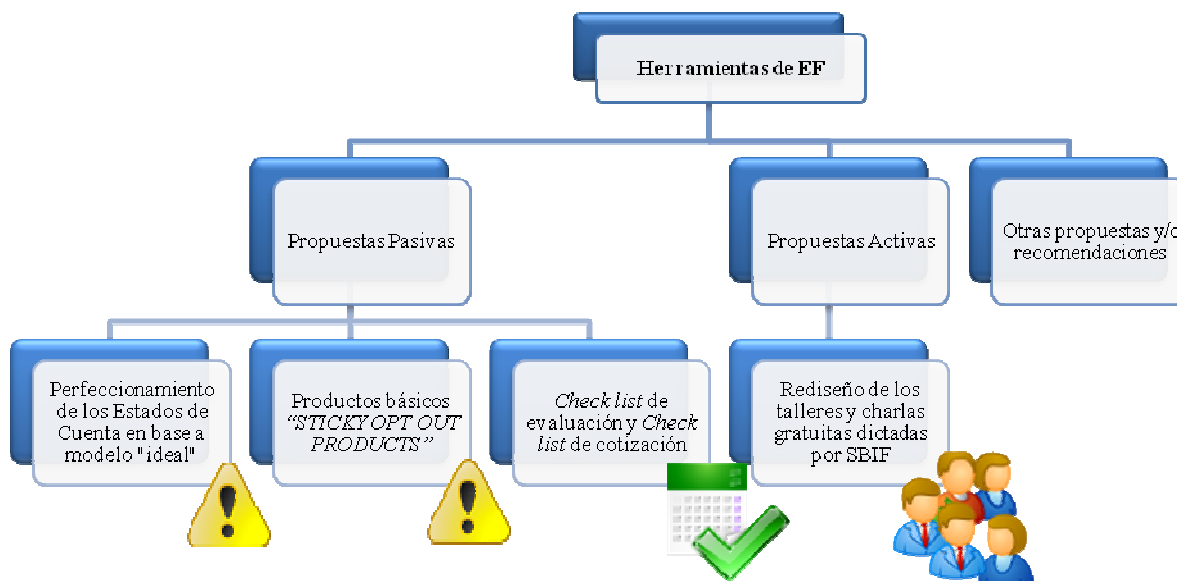 Herramientas de EF
Propuestas Pasivas
Propuestas Activas
Otras propuestas y/o
recomendaciones
Perfeccionamiento
de los Estados de
Cuenta en base a
modelo "ideal"
Productos básicos
“STICKY OPT OUT
PRODUCTS”
Check list de
evaluación y Check
list de cotización
Rediseño de los
talleres y charlas
gratuitas dictadas
por SBIF